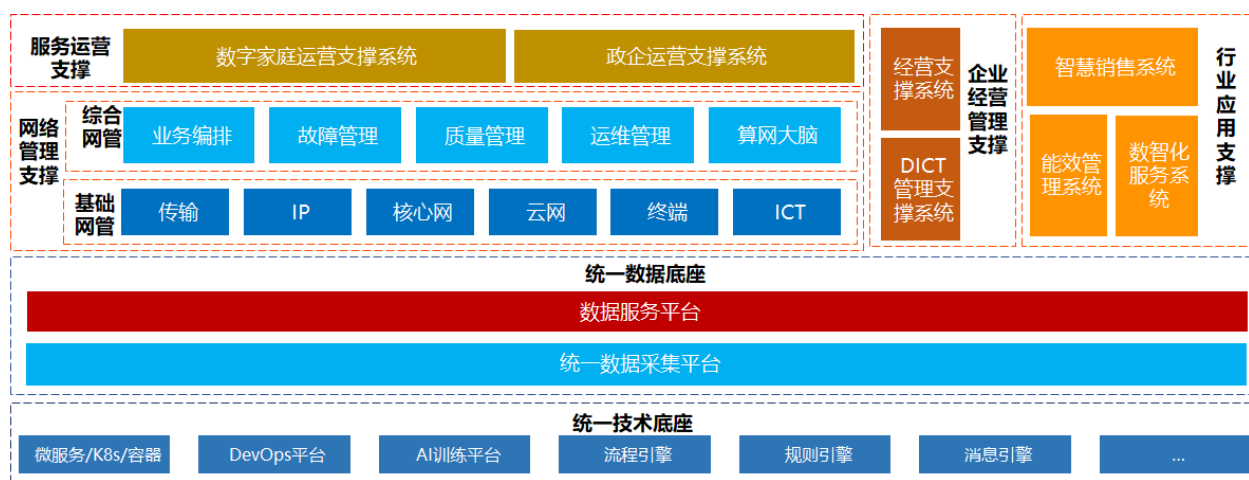 服务运营
支撑
数字家庭运营支撑系统
政企运营支撑系统
网络
管理
支撑
综合
网管
业务编排
故障管理
质量管理
运维管理
算网大脑
基础
网管
传输
IP
核心网
云网
终端
ICT
经营支
撑系统
DICT
管理支
撑系统
企业
经营
管理
支撑
智慧销售系统
能效管
理系统
数智化
服务系
统
行
业
应
用
支
撑
统一数据底座
数据服务平台
统一数据采集平台
统一技术底座
微服务/K8s/容器
DevOps平台
AI训练平台
流程引擎
规则引擎
消息引擎
...